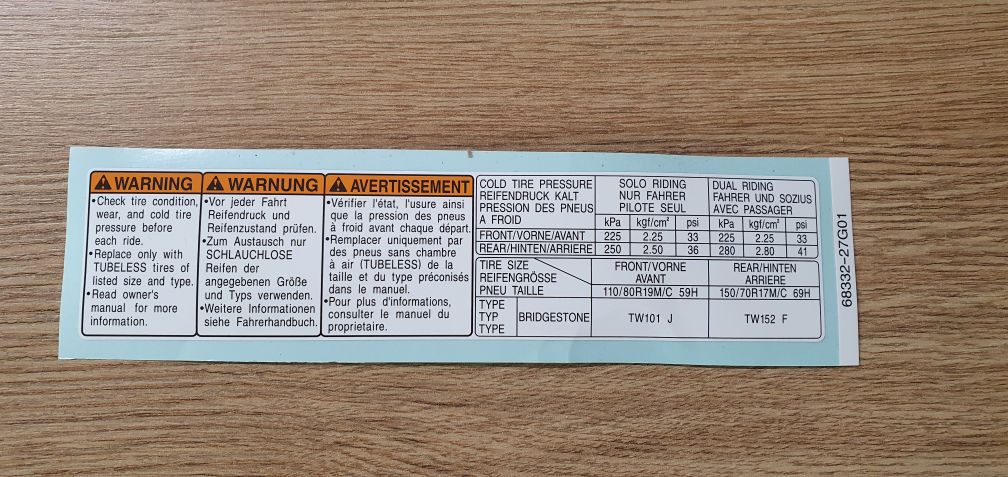 WARNING
•Check tire condition,
wear, and cold tire
pressure before
each ride.
•Replace only with
TUBELESS tires of
listed size and type.
•Read owner's
manual for more
information.
WARNUNG
•Vor jeder Fahrt
Reifendruck und
Reifenzustand prüfen.
•Zum Austausch nur
SCHLAUCHLOSE
Reifen der
angegebenen Größe
und Typs verwenden.
•Weitere Informationen
siehe Fahrerhandbuch.
AVERTISSEMENT
•Vérifier l'état, l'usure ainsi
que la pression des pneus
à froid avant chaque départ.
•Remplacer uniquement par
des pneus sans chambre
à air (TUBELESS) de la
taille et du type préconisés
dans le manuel.
•Pour plus d'informations,
consulter le manuel du
proprietaire.
COLD TIRE PRESSURE
REIFENDRUCK KALT
PRESSION DES PNEUS
A FROID
SOLO RIDING
NUR FAHRER
PILOTE SEUL
DUAL RIDING
FAHRER UND SOZIUS
AVEC PASSAGER
kPa kgf/cm² psi kPa kgf/cm² psi
FRONT/VORNE/AVANT 225 2.25 33 225 2.25 33
REAR/HINTEN/ARRIERE 250 2.50 36 280 2.80 41
TIRE SIZE
REIFENGRÖSSE
PNEU TAILLE
FRONT/VORNE
AVANT
REAR/HINTEN
ARRIERE
110/80R19M/C 59H 150/70R17M/C 69H
TYPE
TYP
TYPE
BRIDGESTONE TW101 J TW152 F
68332-27G01